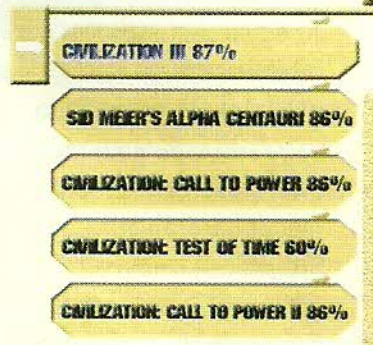 CIVILIZATION III 87%
SID MEIER'S ALPHA CENTAURI 86%
CIVILIZATION: CALL TO POWER 86%
CIVILIZATION: TEST OF TIME 60%
CIVILIZATION: CALL TO POWER II 86%